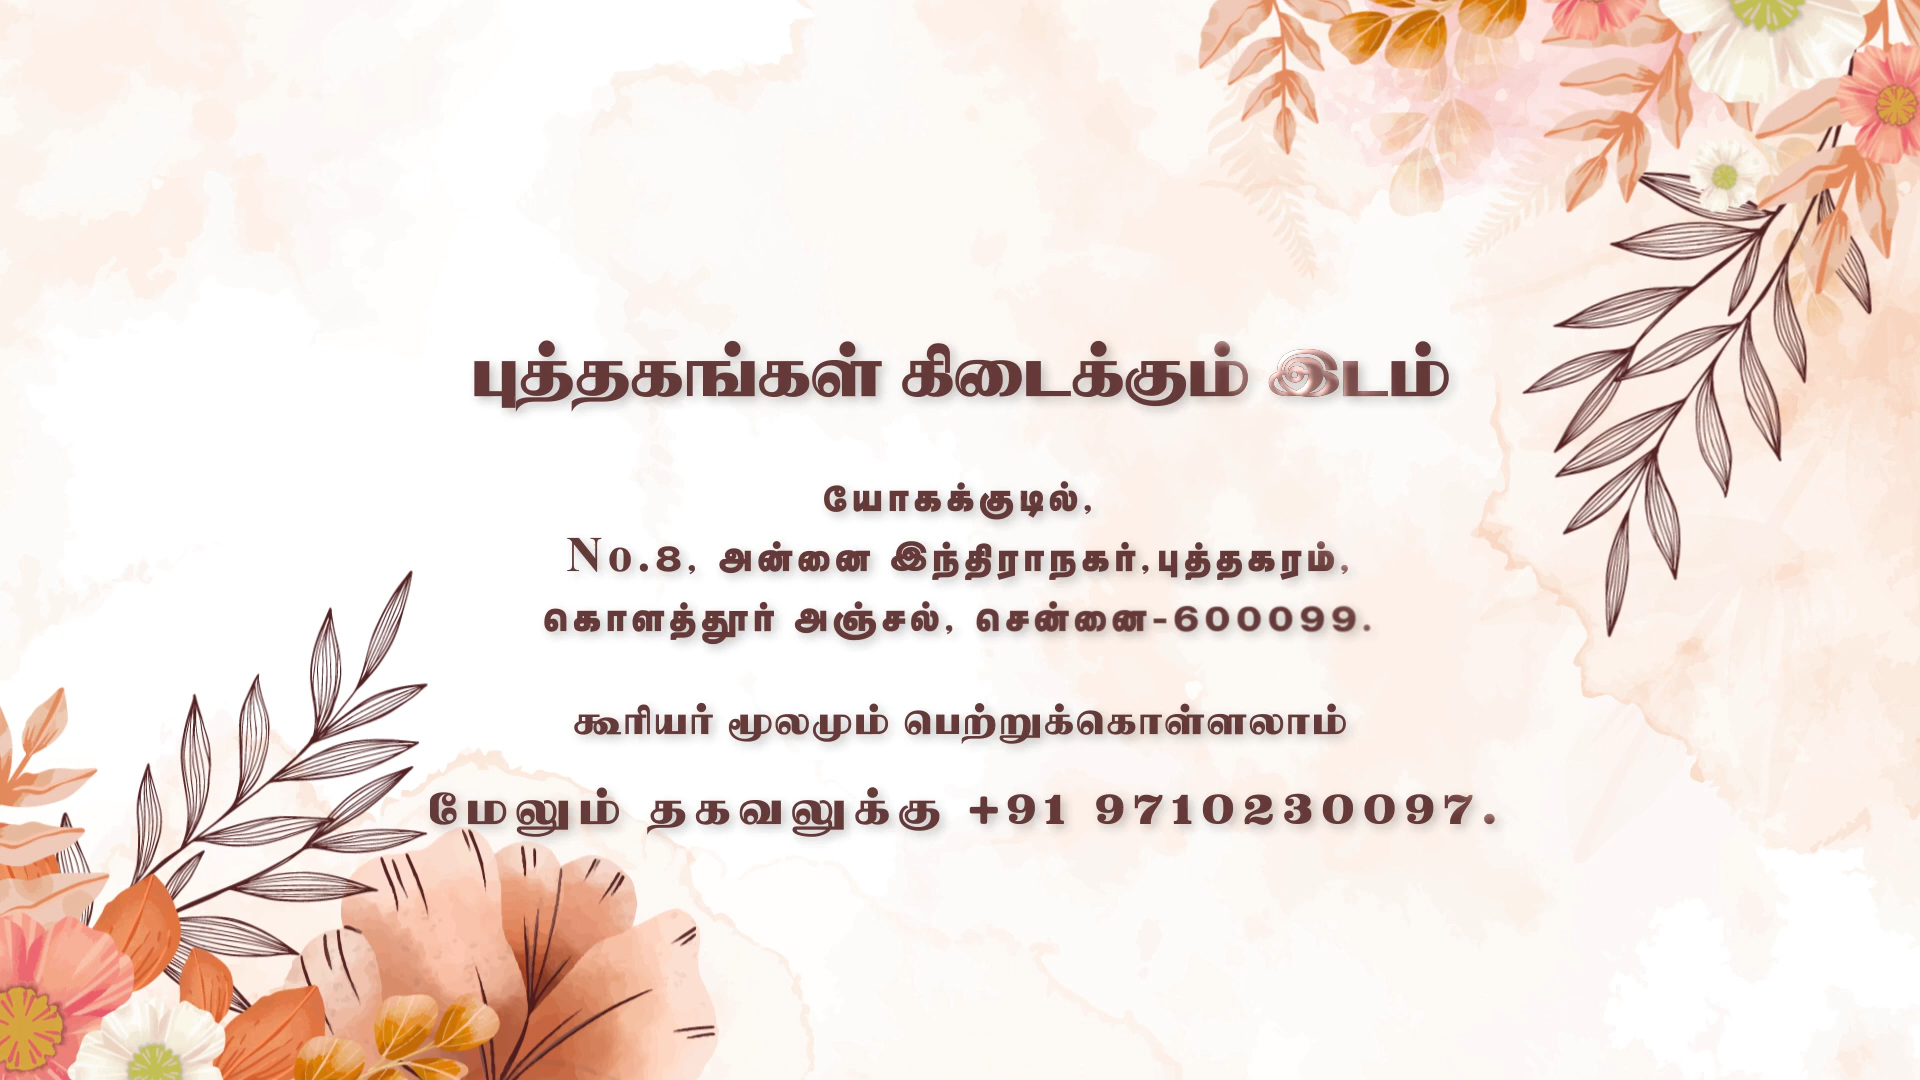 புத்தகங்கள் கிடைக்கும் இடம்
யோகக்குடில்,
No.8, அன்னை இந்திராநகர்,புத்தகரம்,
கொளத்தூர் அஞ்சல், சென்னை-600099.
கூரியர் மூலமும் பெற்றுக்கொள்ளலாம்
மேலும் தகவலுக்கு +91 9710230097.